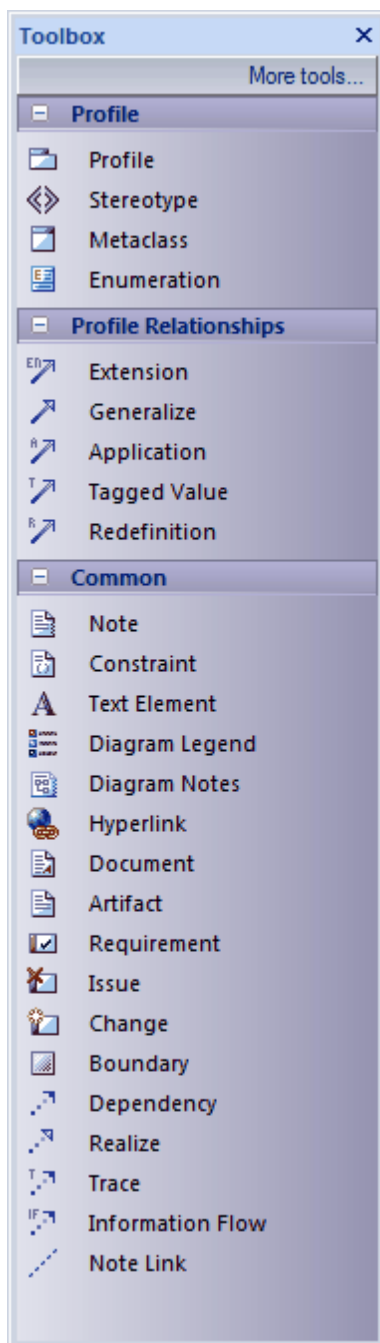 Toolbox
More tools...
Profile
Profile
Stereotype
Metaclass
Enumeration
Profile Relationships
Extension
Generalize
Application
Tagged Value
Redefinition
Common
Note
Constraint
Text Element
Diagram Legend
Diagram Notes
Hyperlink
Document
Artifact
Requirement
Issue
Change
Boundary
Dependency
Realize
Trace
Information Flow
Note Link